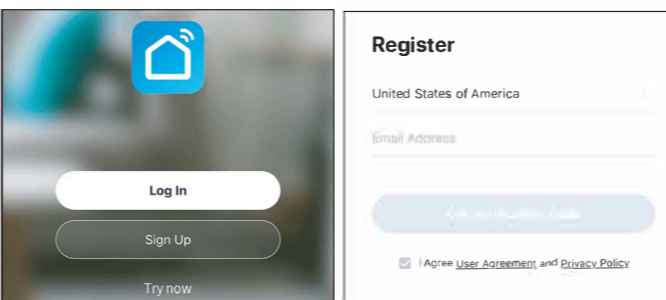 Log In
Sign Up
Try now
Register
United States of America
Email Address
I Agree User Agreement and Privacy Policy